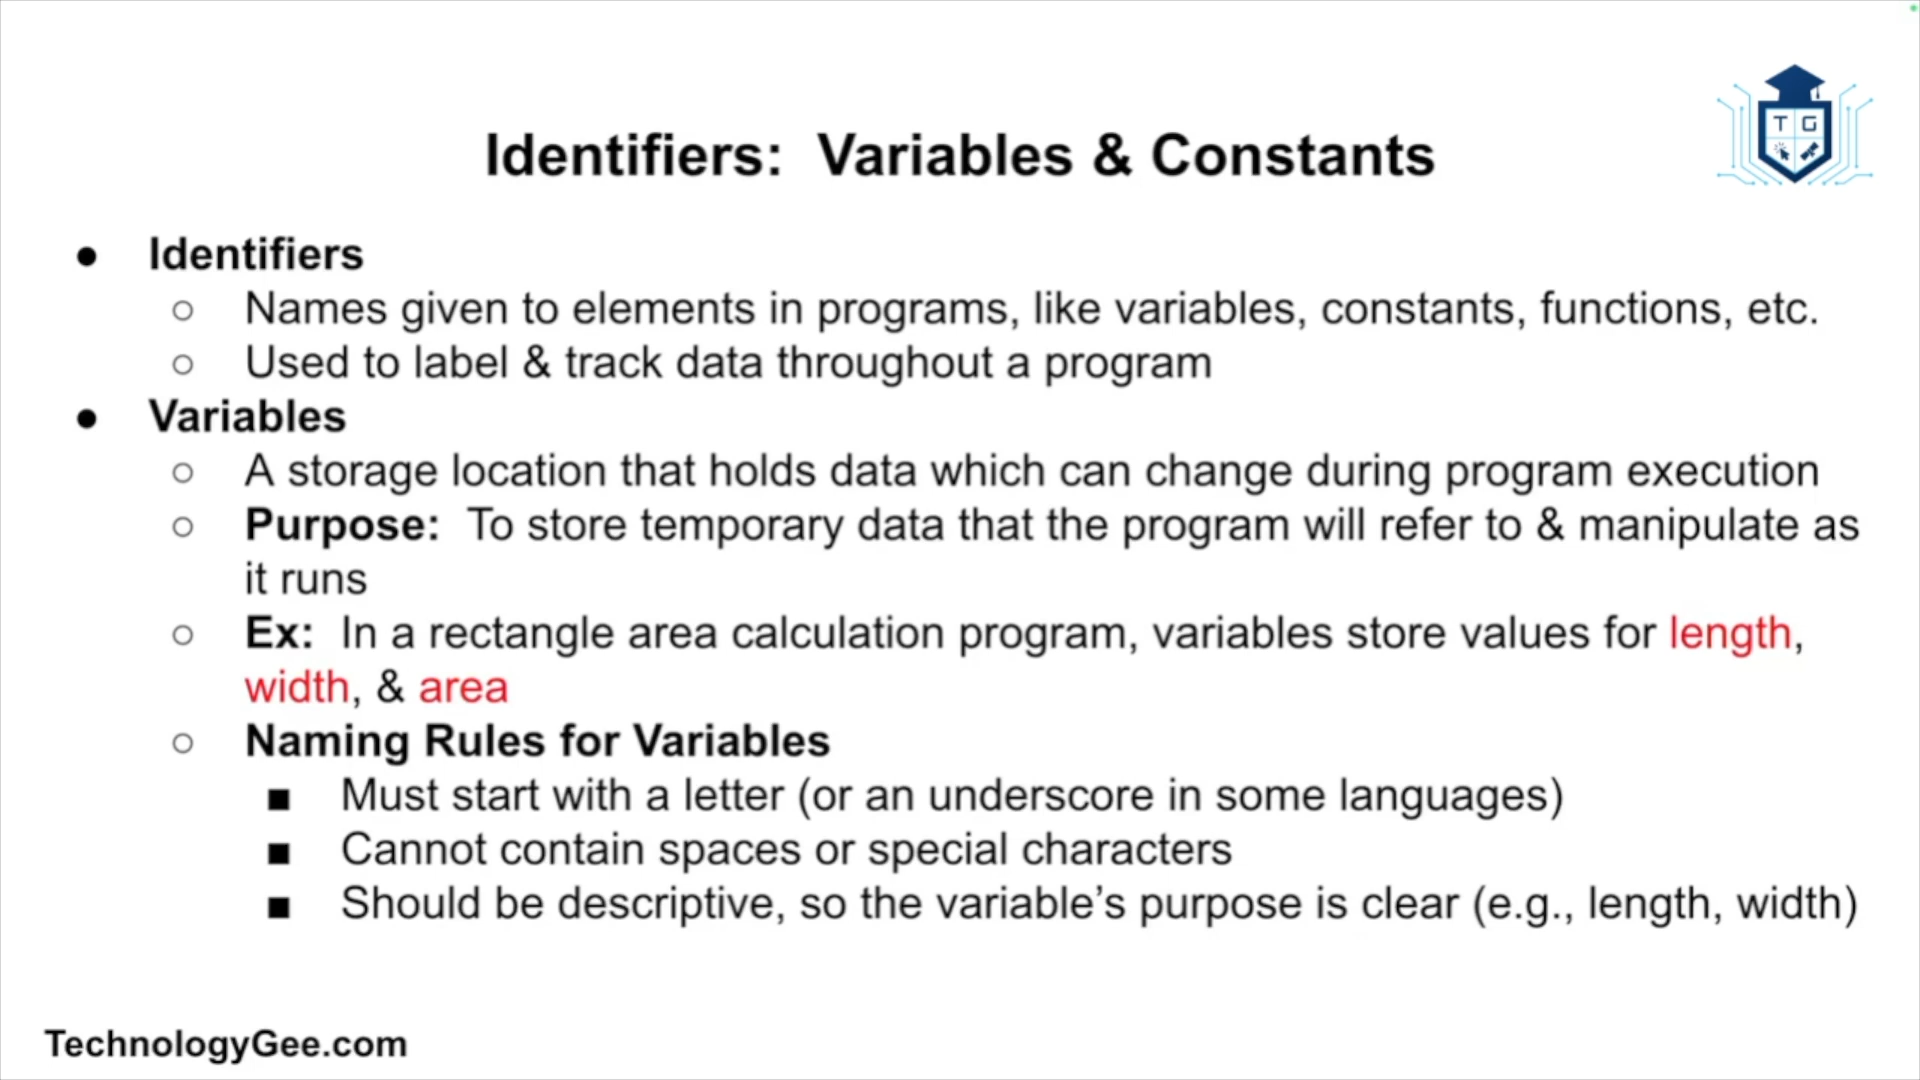 T G
Identifiers:  Variables & Constants
● Identifiers
○ Names given to elements in programs, like variables, constants, functions, etc.
○ Used to label & track data throughout a program
● Variables
○ A storage location that holds data which can change during program execution
○ Purpose:  To store temporary data that the program will refer to & manipulate as
it runs
○ Ex:  In a rectangle area calculation program, variables store values for length,
width, & area
○ Naming Rules for Variables
■ Must start with a letter (or an underscore in some languages)
■ Cannot contain spaces or special characters
■ Should be descriptive, so the variable’s purpose is clear (e.g., length, width)
TechnologyGee.com